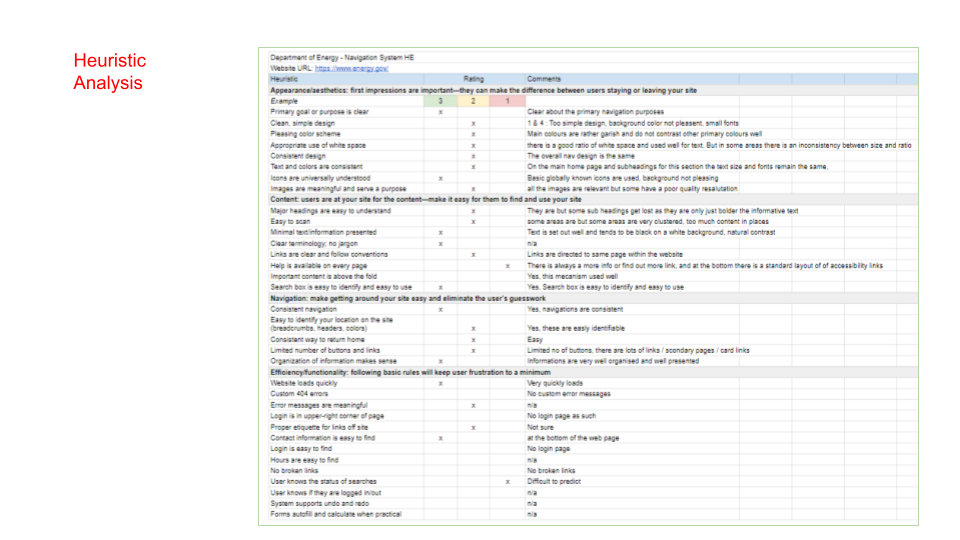 Heuristic
Analysis
Department of Energy - Navigation System HE
Website URL: https://www.energy.gov/
Heuristic Rating Comments
Appearance/aesthetics: first impressions are important—they can make the difference between users staying or leaving your site
Example 3 2 1
Primary goal or purpose is clear x Clear about the primary navigation purposes
Clean, simple design x 1 & 4 : Too simple design, background color not pleasent, small fonts
Pleasing color scheme x Main colours are rather garish and do not contrast other primary colours well
Appropriate use of white space x there is a good ratio of white space and used well for text. But in some areas there is an inconsistency between size and ratio
Consistent design x The overall nav design is the same
Text and colors are consistent x On the main home page and subheadings for this section the text size and fonts remain the same,
Icons are universally understood x Basic globally known icons are used, background not pleasing
Images are meaningful and serve a purpose x all the images are relevant but some have a poor quality resalutation
Content: users are at your site for the content—make it easy for them to find and use your site
Major headings are easy to understand x They are but some sub headings get lost as they are only just bolder the informative text
Easy to scan x some areas are but some areas are very clustered, too much content in places
Minimal text/information presented x Text is set out well and tends to be black on a white background, natural contrast
Clear terminology; no jargon x n/a
Links are clear and follow conventions x Links are directed to same page within the website
Help is available on every page x There is always a more info or find out more link, and at the bottom there is a standard layout of of accessibility links
Important content is above the fold Yes, this mecanism used well
Search box is easy to identify and easy to use x Yes, Search box is easy to identify and easy to use
Navigation: make getting around your site easy and eliminate the user's guesswork
Consistent navigation x Yes, navigations are consistent
Easy to identify your location on the site
(breadcrumbs, headers, colors) x Yes, these are easly identifiable
Consistent way to return home x Easy
Limited number of buttons and links x Limited no of buttons, there are lots of links / scondary pages / card links
Organization of information makes sense x Informations are very well organised and well presented
Efficiency/functionality: following basic rules will keep user frustration to a minimum
Website loads quickly x Very quickly loads
Custom 404 errors No custom error messages
Error messages are meaningful x n/a
Login is in upper-right corner of page No login page as such
Proper etiquette for links off site x Not sure
Contact information is easy to find x at the bottom of the web page
Login is easy to find No login page
Hours are easy to find n/a
No broken links No broken links
User knows the status of searches x Difficult to predict
User knows if they are logged in/out n/a
System supports undo and redo n/a
Forms autofill and calculate when practical n/a